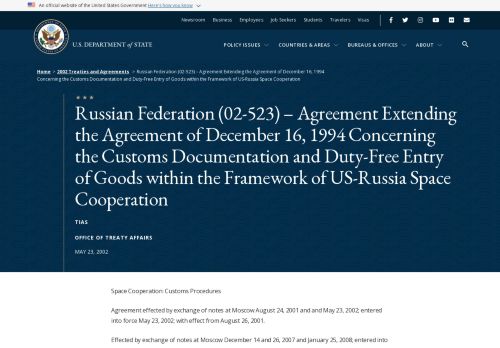 An official website of the United States Government Here's how you know
Newsroom Business Employers Job Seekers Students Travelers Visas
U.S. DEPARTMENT of STATE
POLICY ISSUES COUNTRIES & AREAS BUREAUS & OFFICES ABOUT
Home > 2002 Treaties and Agreements > Russian Federation (02-523) – Agreement Extending the Agreement of December 16, 1994
Concerning the Customs Documentation and Duty-Free Entry of Goods within the Framework of US-Russia Space Cooperation
Russian Federation (02-523) – Agreement Extending
the Agreement of December 16, 1994 Concerning
the Customs Documentation and Duty-Free Entry
of Goods within the Framework of US-Russia Space
Cooperation
TIAS
OFFICE OF TREATY AFFAIRS
MAY 23, 2002
Space Cooperation: Customs Procedures
Agreement effected by exchange of notes at Moscow August 24, 2001 and and May 23, 2002; entered
into force May 23, 2002; with effect from August 26, 2001.
Effected by exchange of notes at Moscow December 14 and 26, 2007 and January 25, 2008; entered into